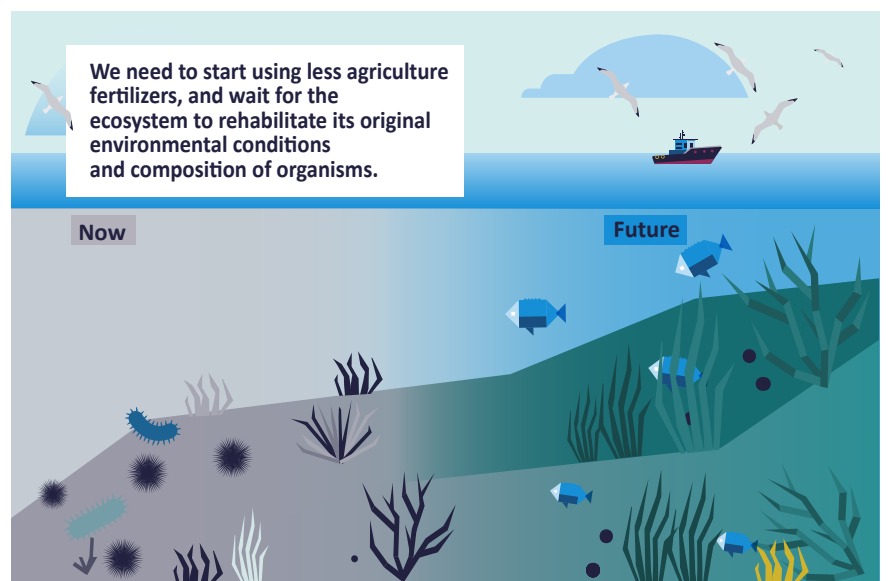 We need to start using less agriculture
fertilizers, and wait for the
ecosystem to rehabilitate its original
environmental conditions
and composition of organisms.
Now
Future